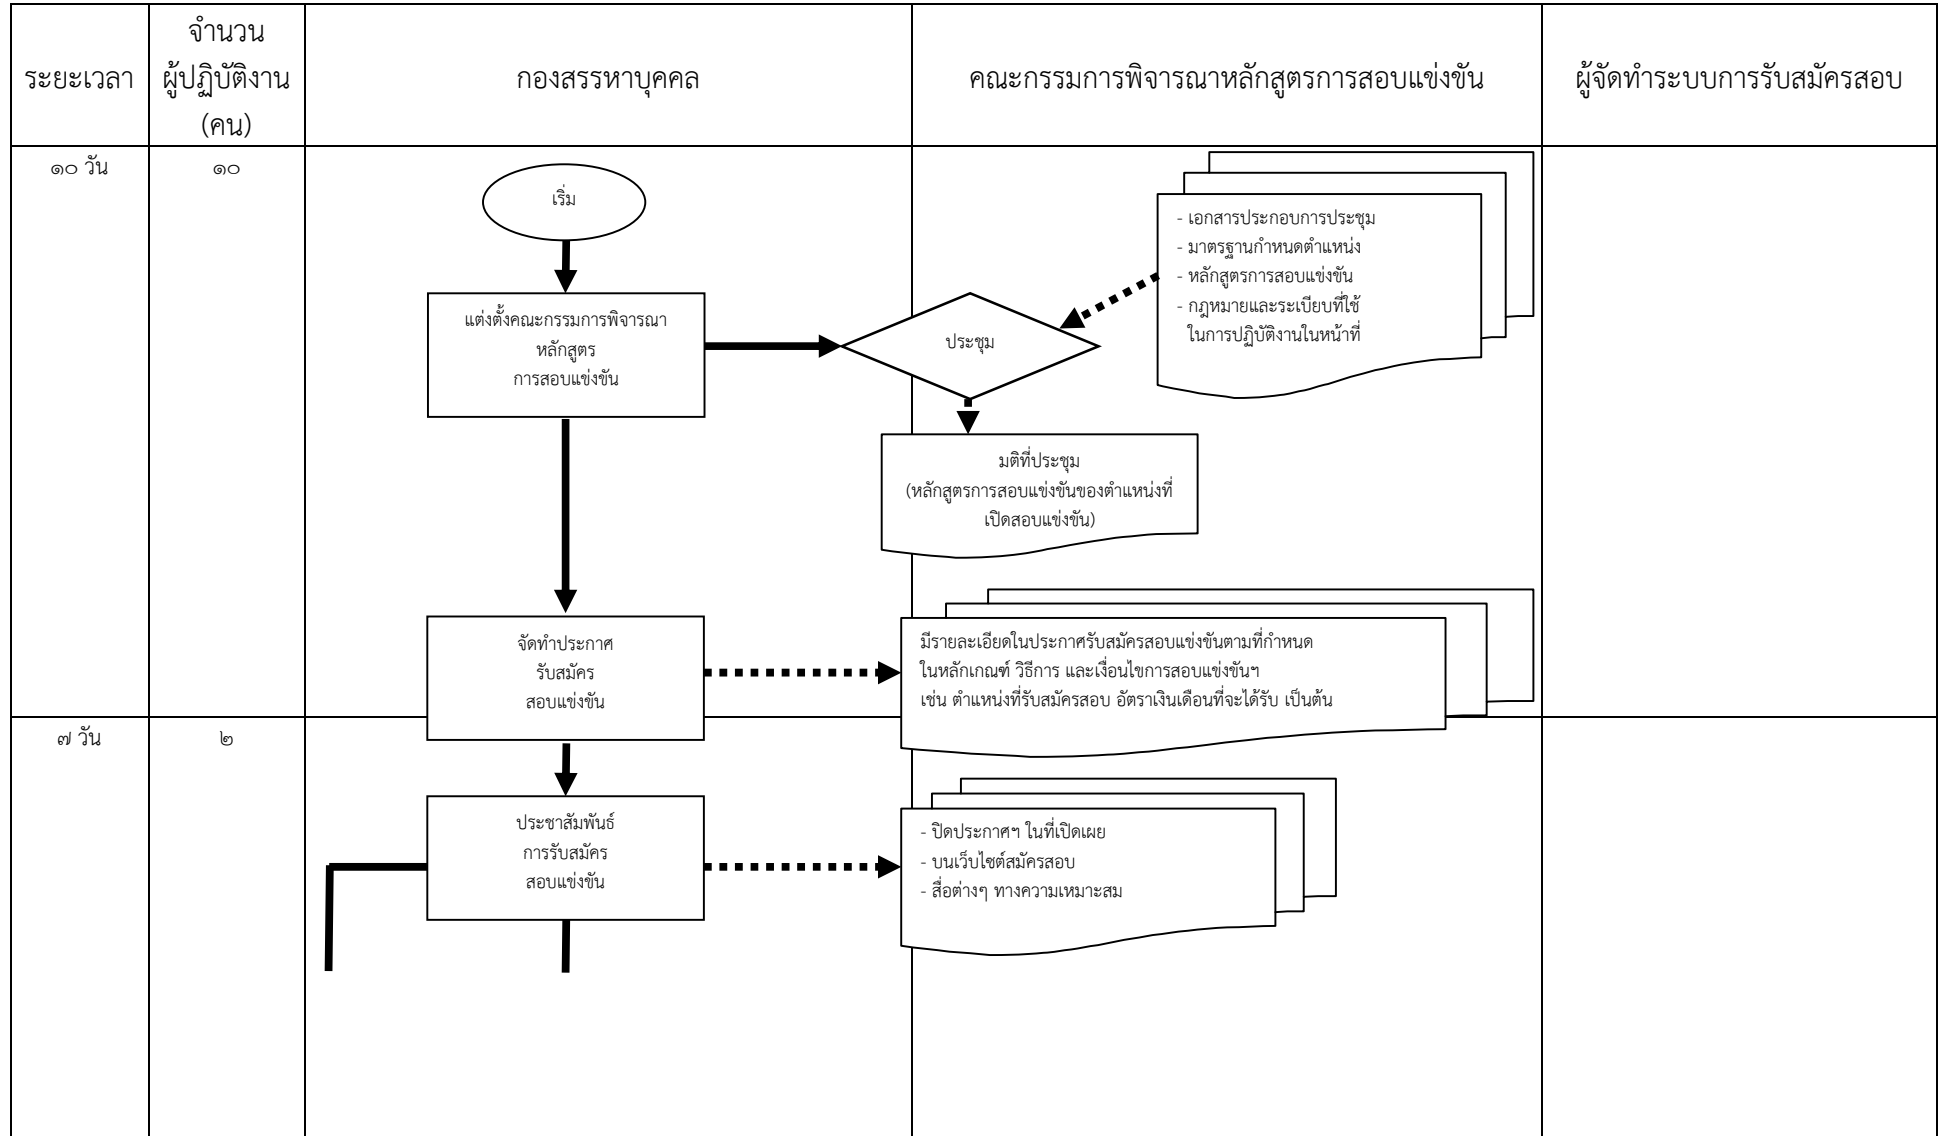 ระยะเวลา
จำนวน
ผู้ปฏิบัติงาน
(คน)
กองสรรหาบุคคล
คณะกรรมการพิจารณาหลักสูตรการสอบแข่งขัน
ผู้จัดทำระบบการรับสมัครสอบ
๑๐ วัน
๑๐
เริ่ม
แต่งตั้งคณะกรรมการพิจารณา
หลักสูตร
การสอบแข่งขัน
ประชุม
- เอกสารประกอบการประชุม
- มาตรฐานกำหนดตำแหน่ง
- หลักสูตรการสอบแข่งขัน
- กฎหมายและระเบียบที่ใช้
ในการปฏิบัติงานในหน้าที่
มติที่ประชุม
(หลักสูตรการสอบแข่งขันของตำแหน่งที่
เปิดสอบแข่งขัน)
จัดทำประกาศ
รับสมัคร
สอบแข่งขัน
มีรายละเอียดในประกาศรับสมัครสอบแข่งขันตามที่กำหนด
ในหลักเกณฑ์ วิธีการ และเงื่อนไขการสอบแข่งขันฯ
เช่น ตำแหน่งที่รับสมัครสอบ อัตราเงินเดือนที่จะได้รับ เป็นต้น
๗ วัน
๒
ประชาสัมพันธ์
การรับสมัคร
สอบแข่งขัน
- ปิดประกาศฯ ในที่เปิดเผย
- บนเว็บไซต์สมัครสอบ
- สื่อต่างๆ ทางความเหมาะสม